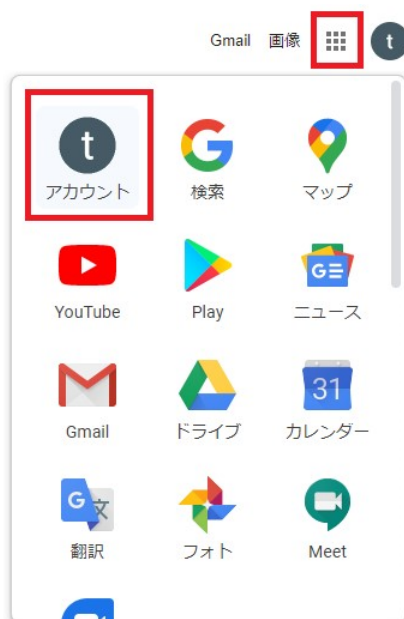 Gmail 画像 t
t
アカウント 検索 マップ
G≡
YouTube Play ニュース
31
Gmail ドライブ カレンダー
G 文
翻訳 フォト Meet